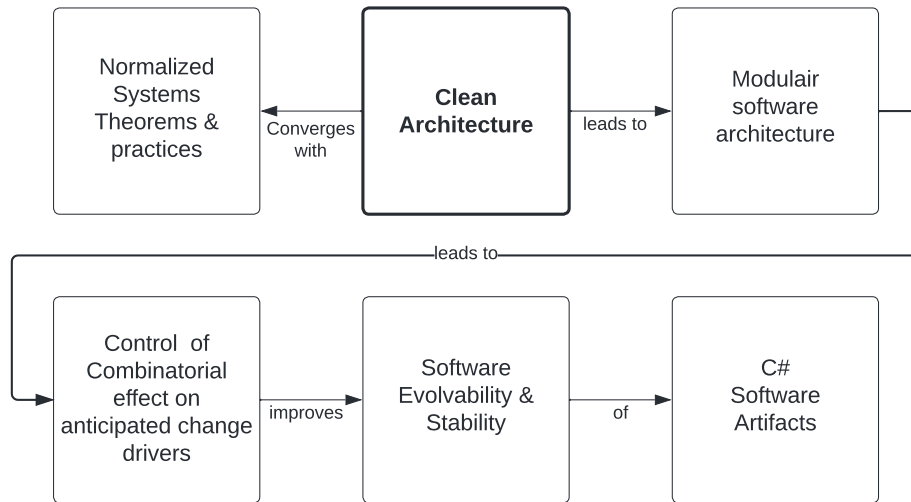 Normalized
Systems
Theorems &
practices
Converges
with
Clean
Architecture
leads to
Modulair
software
architecture
leads to
Control of
Combinatorial
effect on
anticipated change
drivers
improves
Software
Evolvability &
Stability
of
C#
Software
Artifacts